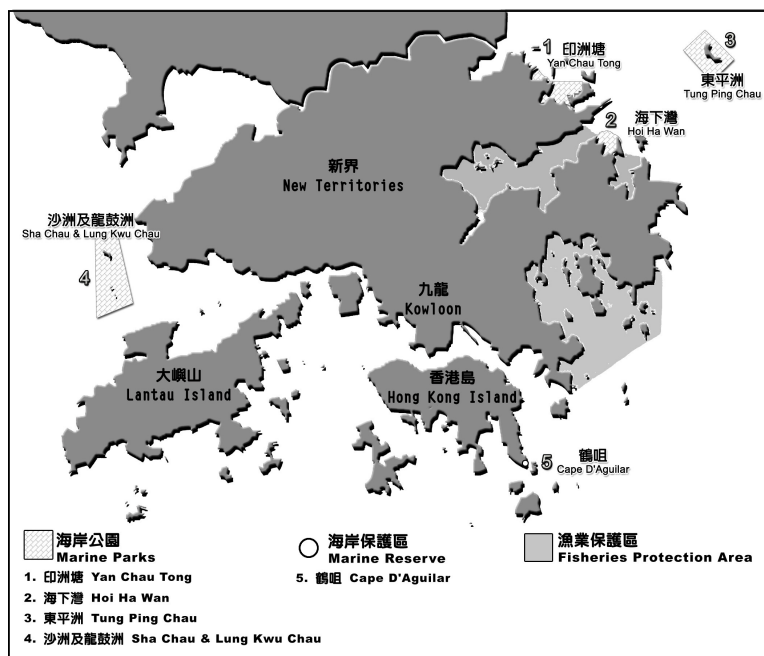 1 印洲塘
Yan Chau Tong
3
東平洲
Tung Ping Chau
海下灣
2 Hoi Ha Wan
新界
New Territories
沙洲及龍鼓洲
Sha Chau & Lung Kwu Chau
4
九龍
Kowloon
大嶼山
Lantau Island
香港島
Hong Kong Island
鶴咀
5 Cape D'Aguilar
海岸公園
Marine Parks
1. 印洲塘 Yan Chau Tong
2. 海下灣 Hoi Ha Wan
3. 東平洲 Tung Ping Chau
4. 沙洲及龍鼓洲 Sha Chau & Lung Kwu Chau
海岸保護區
Marine Reserve
5. 鶴咀 Cape D'Aguilar
漁業保護區
Fisheries Protection Area